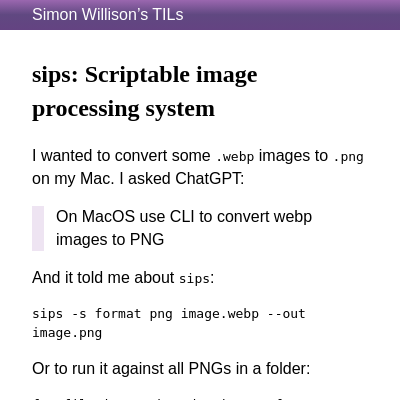 Simon Willison’s TILs
sips: Scriptable image
processing system
I wanted to convert some .webp images to .png
on my Mac. I asked ChatGPT:
On MacOS use CLI to convert webp
images to PNG
And it told me about sips:
sips -s format png image.webp --out
image.png
Or to run it against all PNGs in a folder: